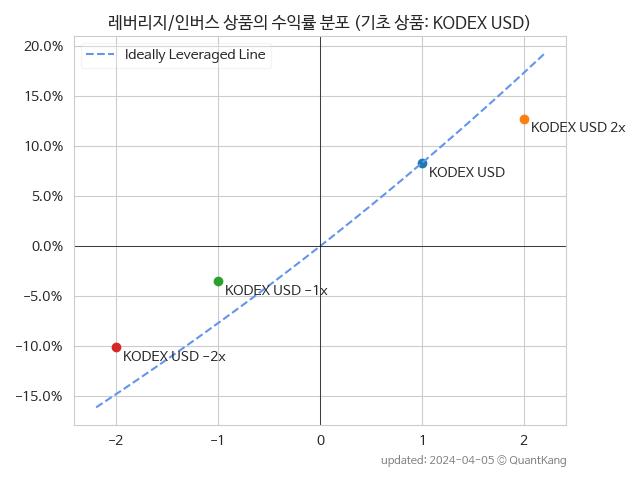 레버리지/인버스 상품의 수익률 분포 (기초 상품: KODEX USD)
20.0%
Ideally Leveraged Line
15.0%
KODEX USD 2x
10.0%
KODEX USD
5.0%
0.0%
−5.0%
KODEX USD −1x
−10.0%
KODEX USD −2x
−15.0%
−2
−1
0
1
2
updated: 2024-04-05 © QuantKang